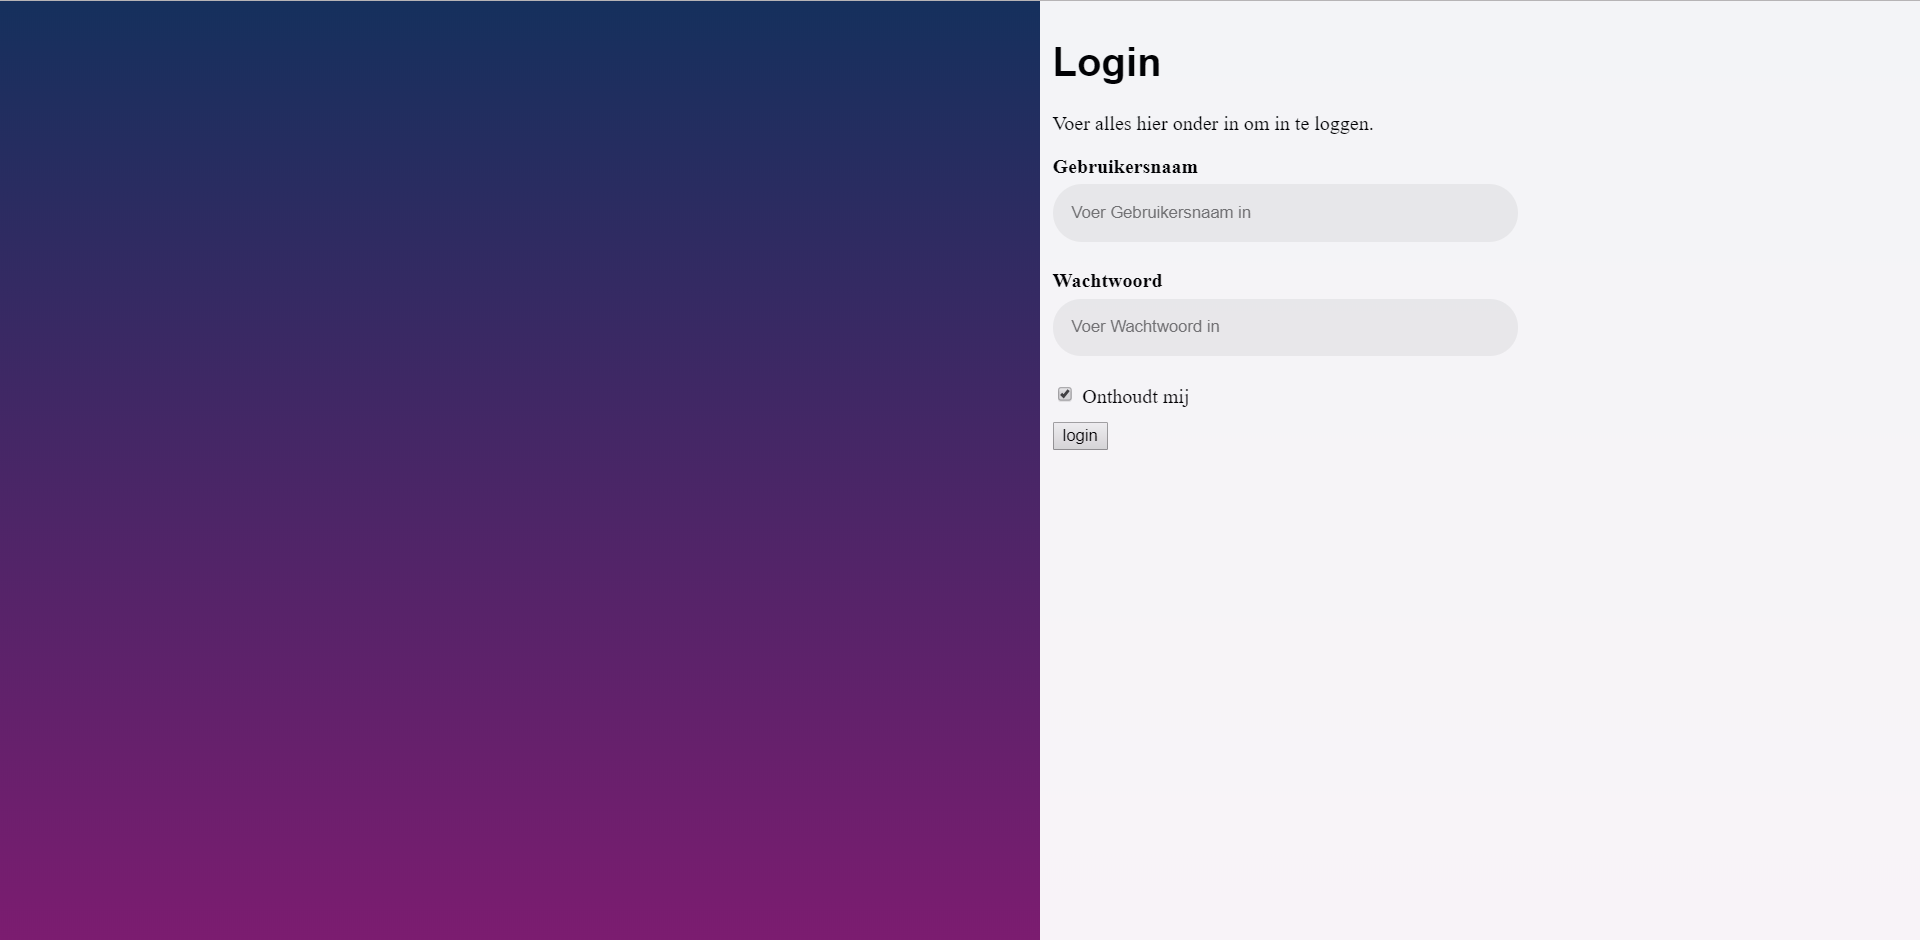 Login
Voer alles hier onder in om in te loggen.
Gebruikersnaam
Voer Gebruikersnaam in
Wachtwoord
Voer Wachtwoord in
Onthoudt mij
login